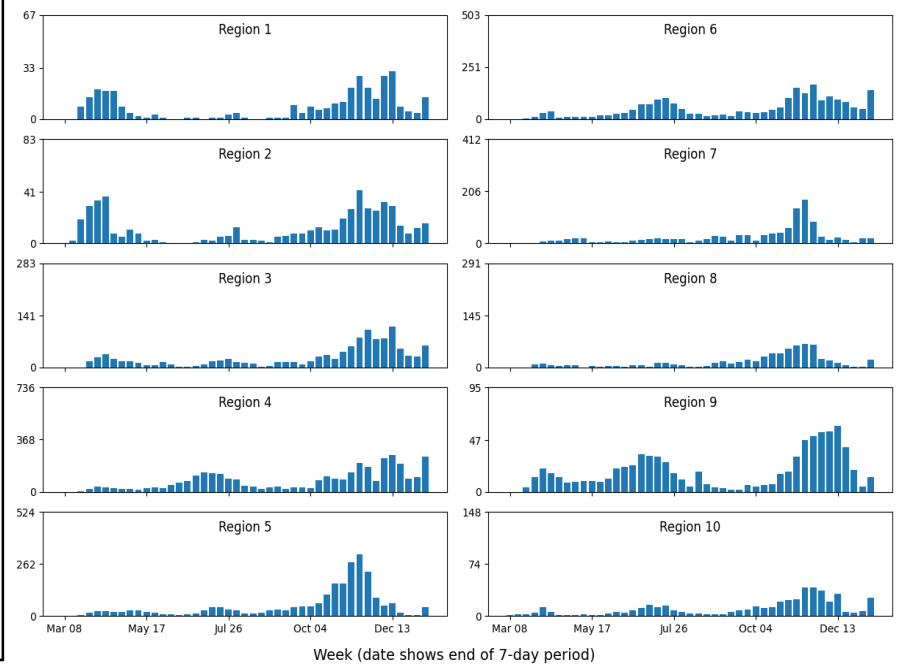 67
33
0
Region 1
503
251
0
Region 6
83
41
0
Region 2
412
206
0
Region 7
283
141
0
Region 3
291
145
0
Region 8
736
368
0
Region 4
95
47
0
Region 9
524
262
0
Region 5
148
74
0
Region 10
Mar 08 May 17 Jul 26 Oct 04 Dec 13
Mar 08 May 17 Jul 26 Oct 04 Dec 13
Week (date shows end of 7-day period)